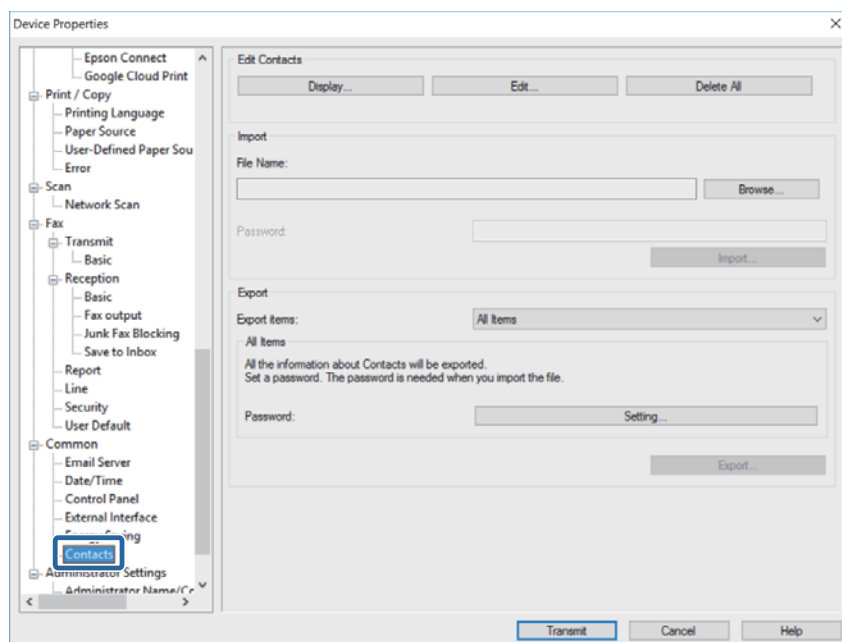 Device Properties
Epson Connect
Google Cloud Print
Print / Copy
Printing Language
Paper Source
User-Defined Paper Sou
Error
Scan
Network Scan
Fax
Transmit
Basic
Reception
Basic
Fax output
Junk Fax Blocking
Save to Inbox
Report
Line
Security
User Default
Common
Email Server
Date/Time
Control Panel
External Interface
Contacts
Administrator Settings
Administrator Name/Co
Edit Contacts
Display...
Edit...
Delete All
Import
File Name:
Browse...
Password:
Import...
Export
Export items:
All Items
All Items
All the information about Contacts will be exported.
Set a password. The password is needed when you import the file.
Password:
Setting...
Export...
Transmit
Cancel
Help